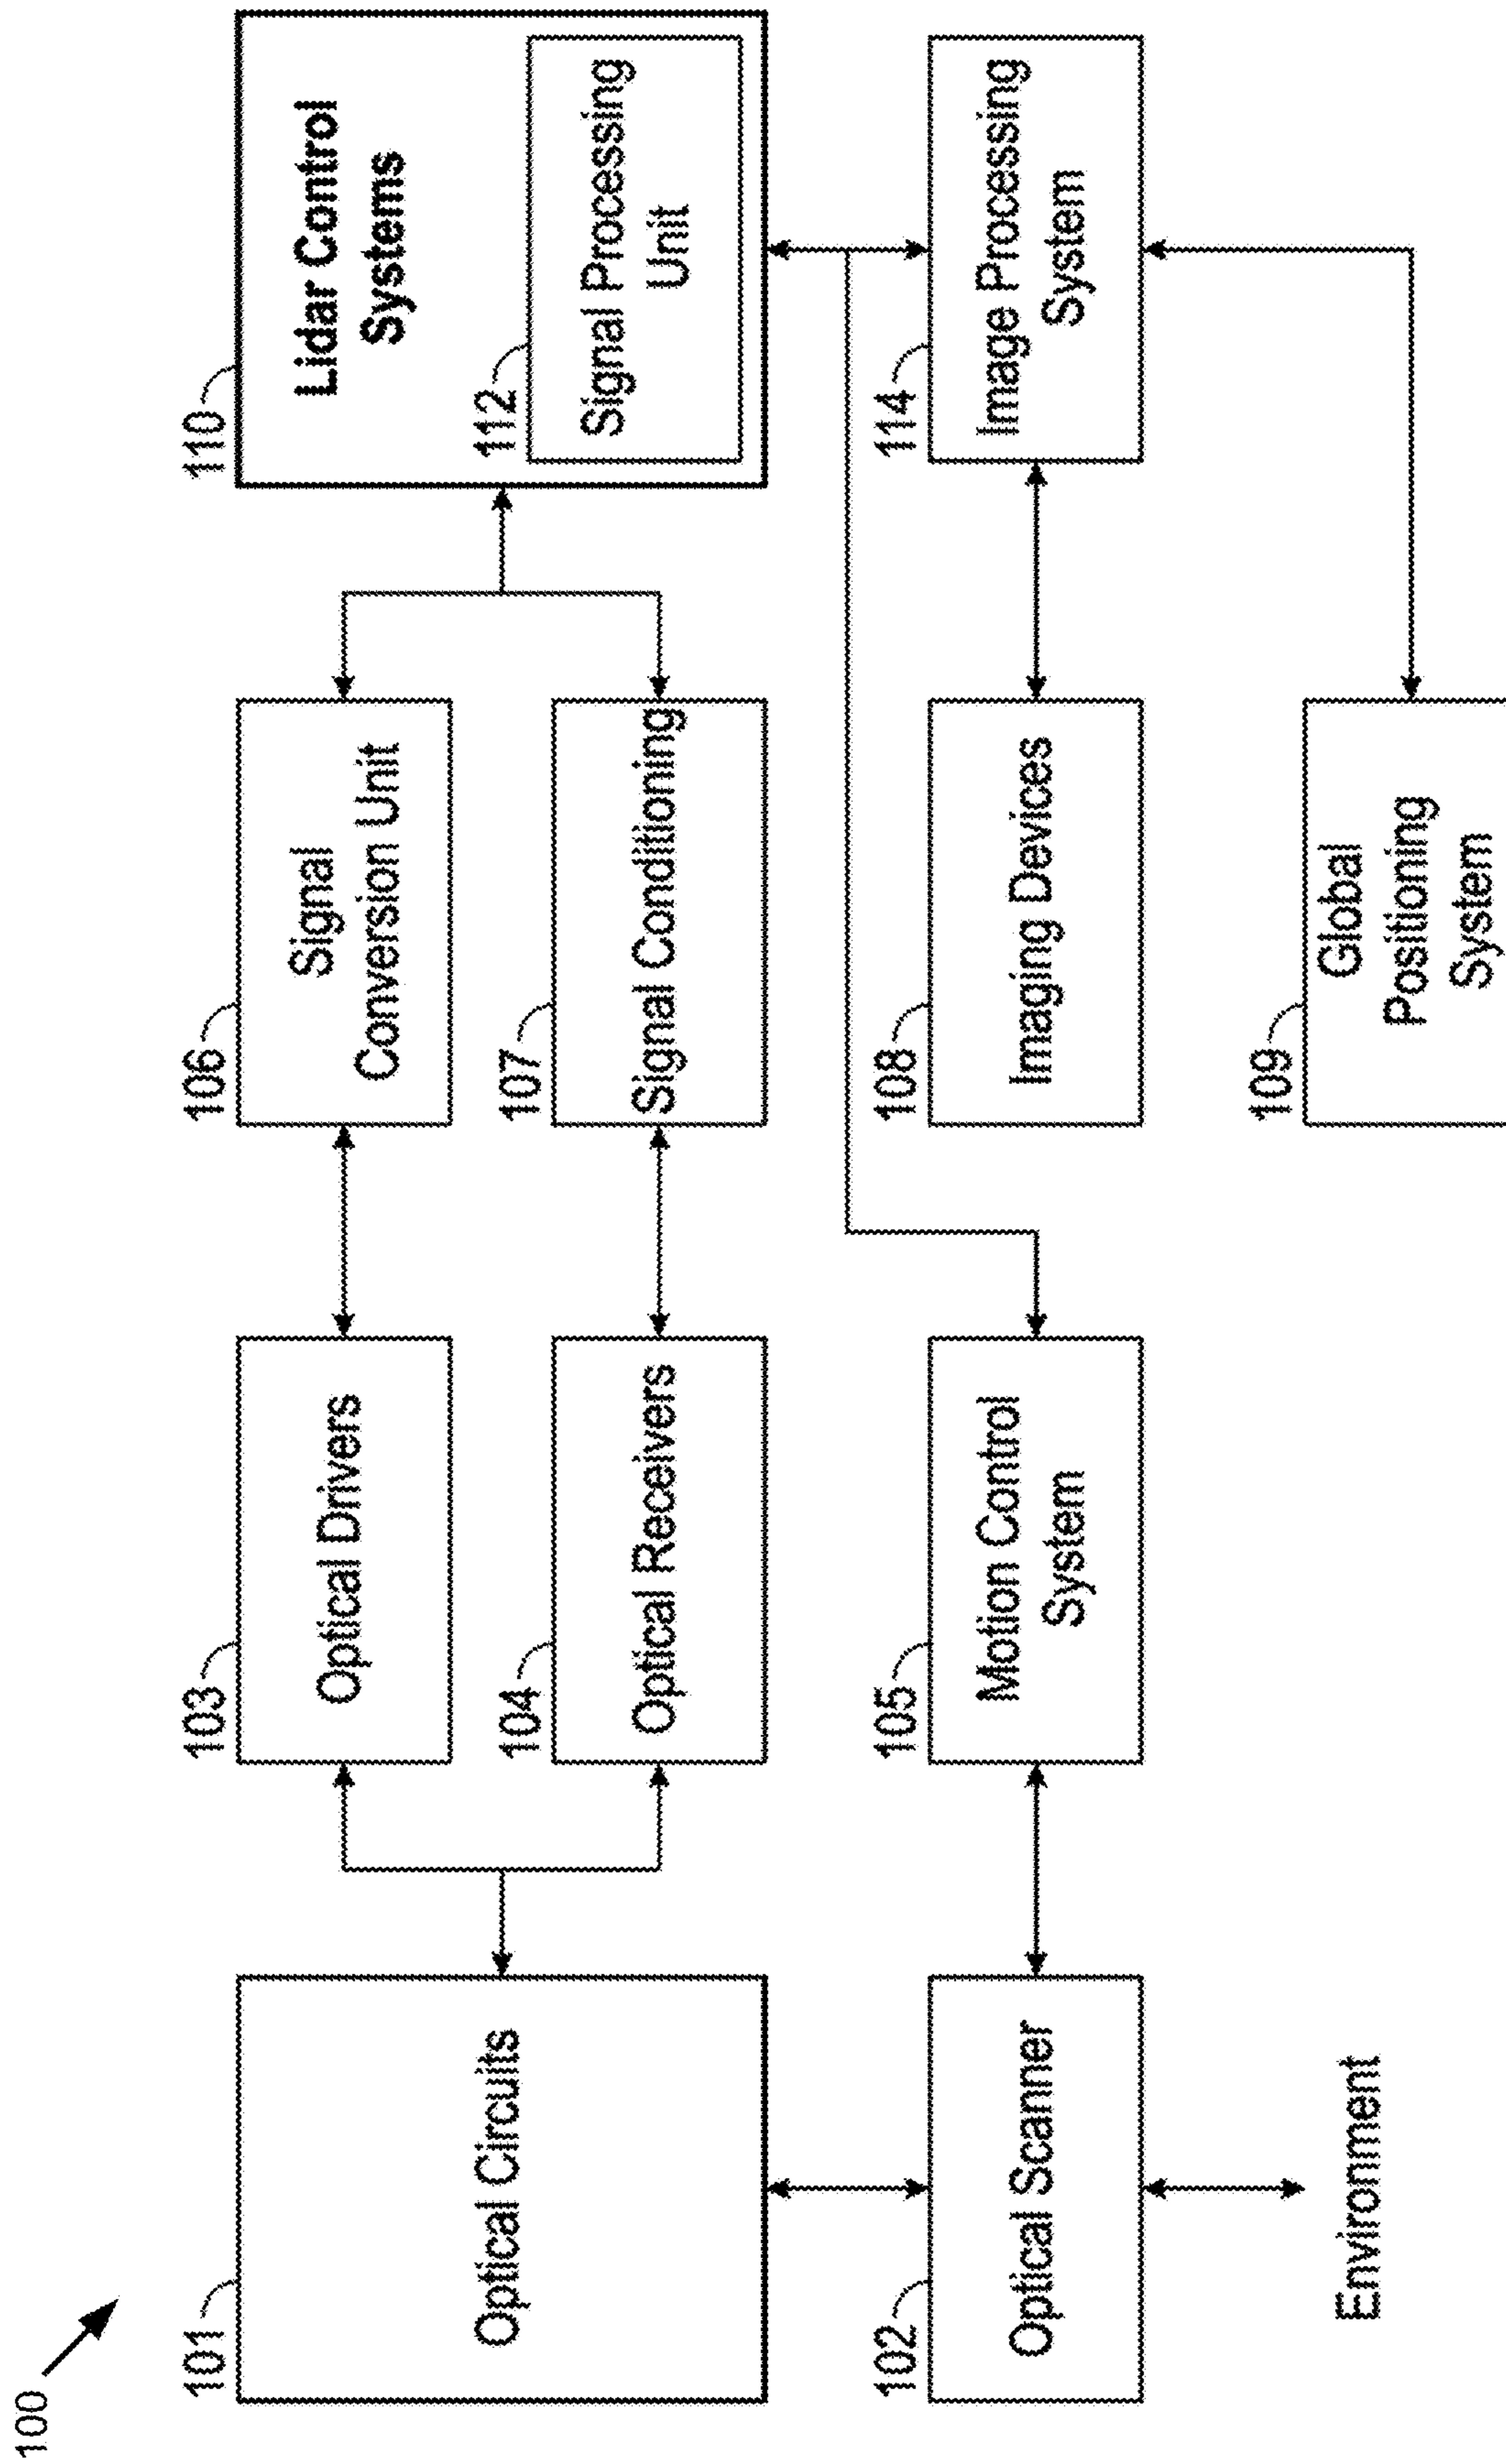 100
101
Optical Circuits
102
Optical Scanner
Environment
103
Optical Drivers
104
Optical Receivers
105
Motion Control
System
106
Signal
Conversion Unit
107
Signal Conditioning
108
Imaging Devices
109
Global
Positioning
System
110
Lidar Control
Systems
112
Signal Processing
Unit
114
Image Processing
System